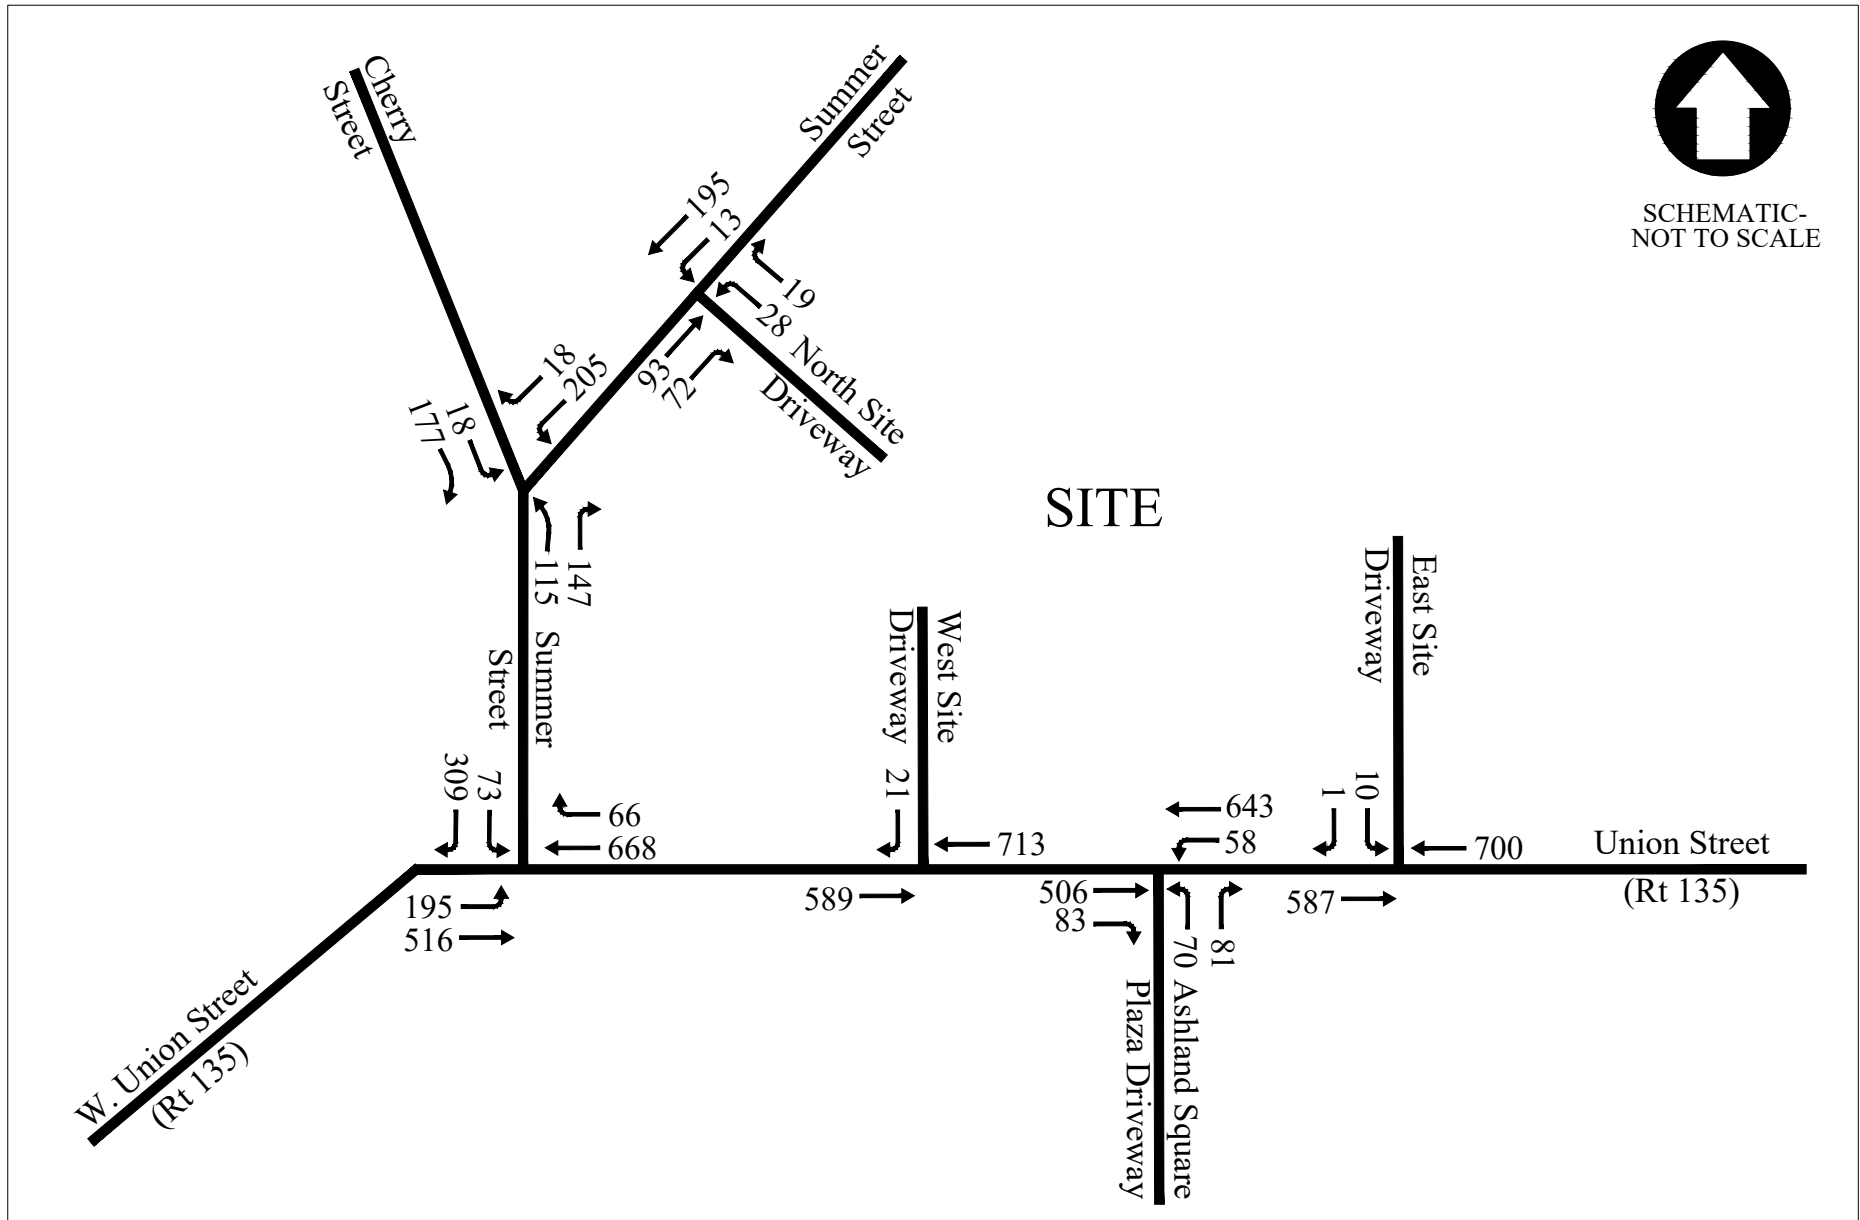 Cherry
Street
Summer
Street
SCHEMATIC-
NOT TO SCALE
195
13
19
28
North Site
Driveway
93
72
18
205
18
177
SITE
115
147
Summer
Street
309
73
66
668
195
516
W. Union Street
(Rt 135)
West Site
Driveway
21
713
589
643
58
506
83
70
81
Ashland Square
Plaza Driveway
East Site
Driveway
1
10
700
587
Union Street
(Rt 135)